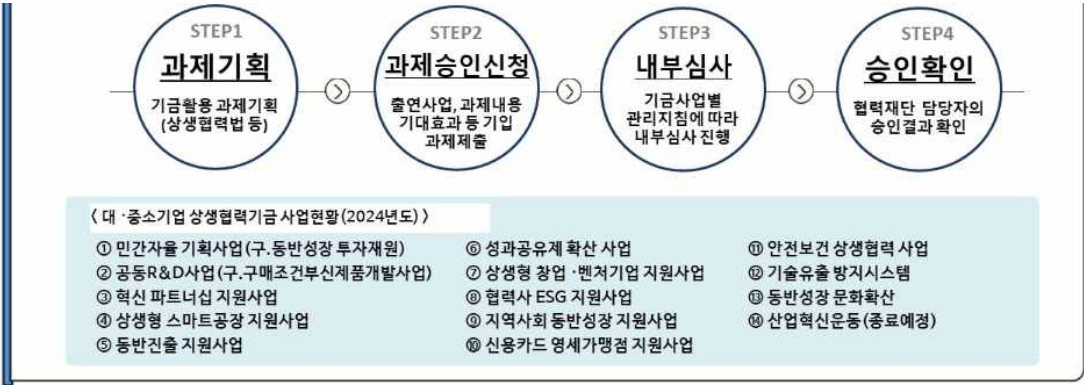 STEP1
과제기획
기금활용 과제기획
(상생협력법 등)
STEP2
과제승인신청
출연사업, 과제내용
기대효과 등 기입
과제제출
STEP3
내부심사
기금사업별
관리지침에 따라
내부심사 진행
STEP4
승인확인
협력재단 담당자의
승인결과 확인
< 대·중소기업 상생협력기금 사업현황(2024년도) >
① 민간자율 기획사업(구.동반성장 투자재원)
② 공동R&D사업(구.구매조건부신제품개발사업)
③ 혁신 파트너십 지원사업
④ 상생형 스마트공장 지원사업
⑤ 동반진출 지원사업
⑥ 성과공유제 확산 사업
⑦ 상생형 창업·벤처기업 지원사업
⑧ 협력사 ESG 지원사업
⑨ 지역사회 동반성장 지원사업
⑩ 신용카드 영세가맹점 지원사업
⑪ 안전보건 상생협력 사업
⑫ 기술유출 방지시스템
⑬ 동반성장 문화확산
⑭ 산업혁신운동(종료예정)